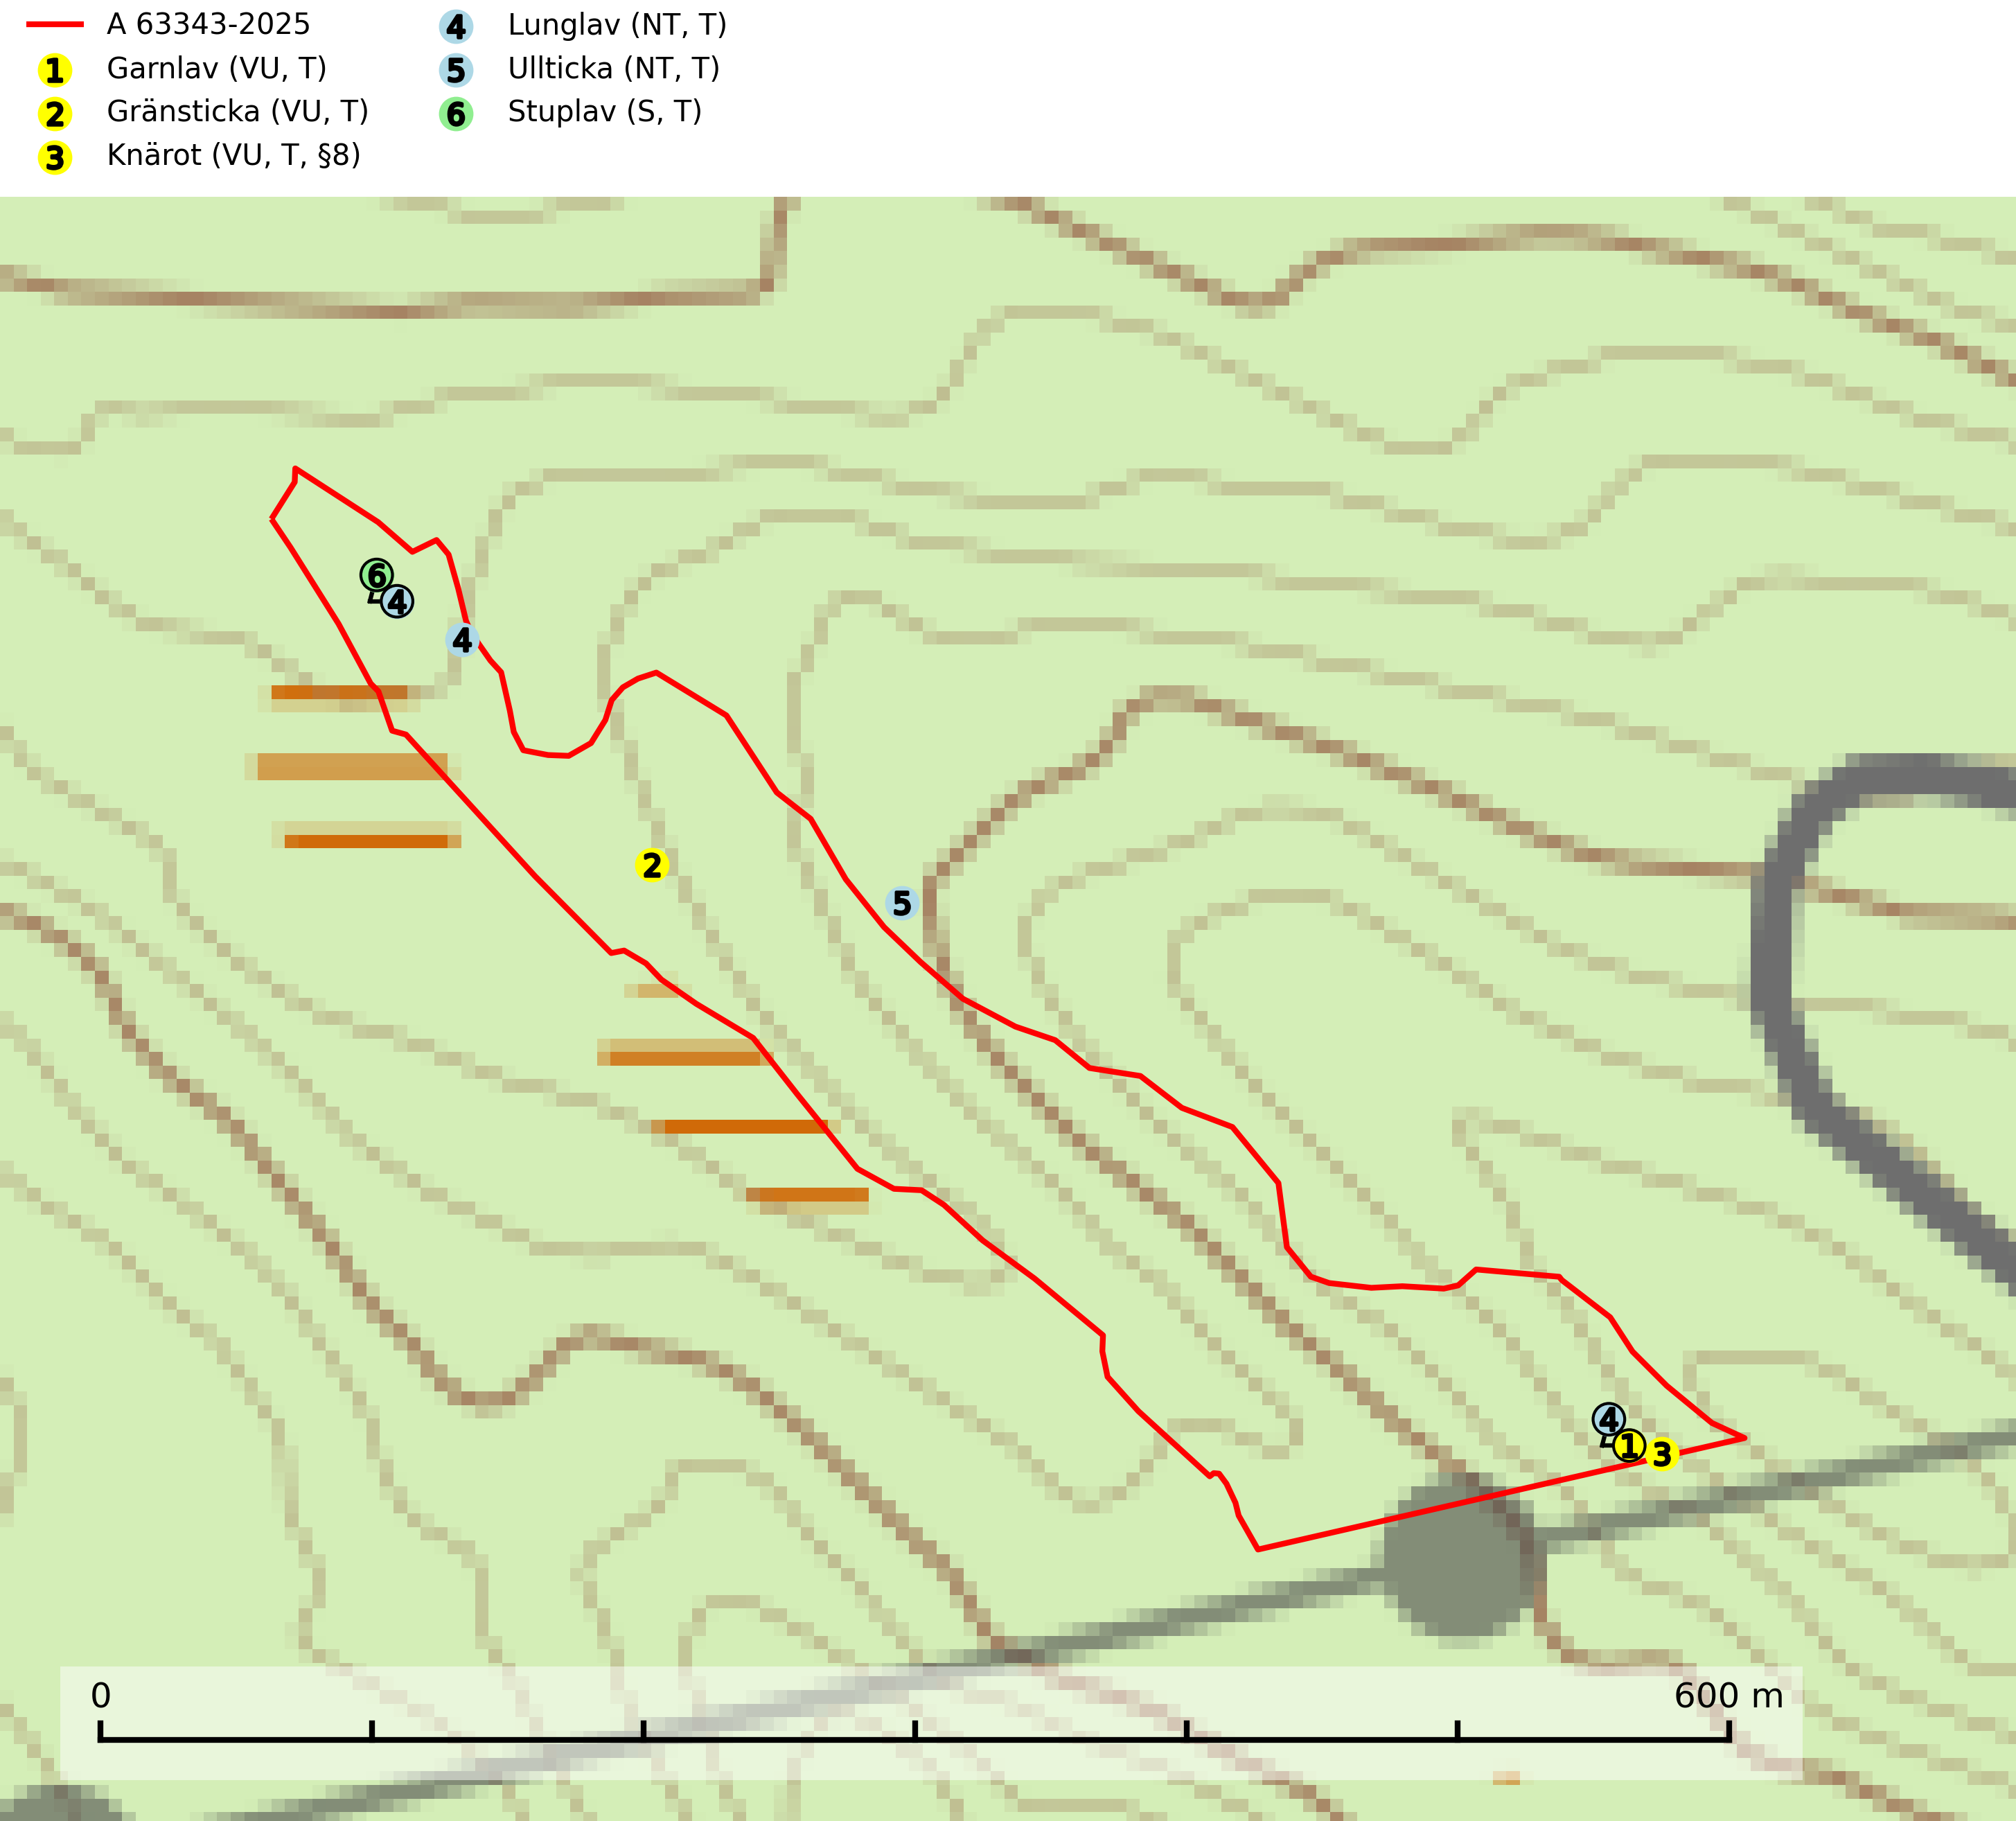 A 63343-2025
1 Garnlav (VU, T)
2 Gränsticka (VU, T)
3 Knärot (VU, T, §8)
4 Lunglav (NT, T)
5 Ullticka (NT, T)
6 Stuplav (S, T)
6
4
4
2
5
4
1
3
0
600 m